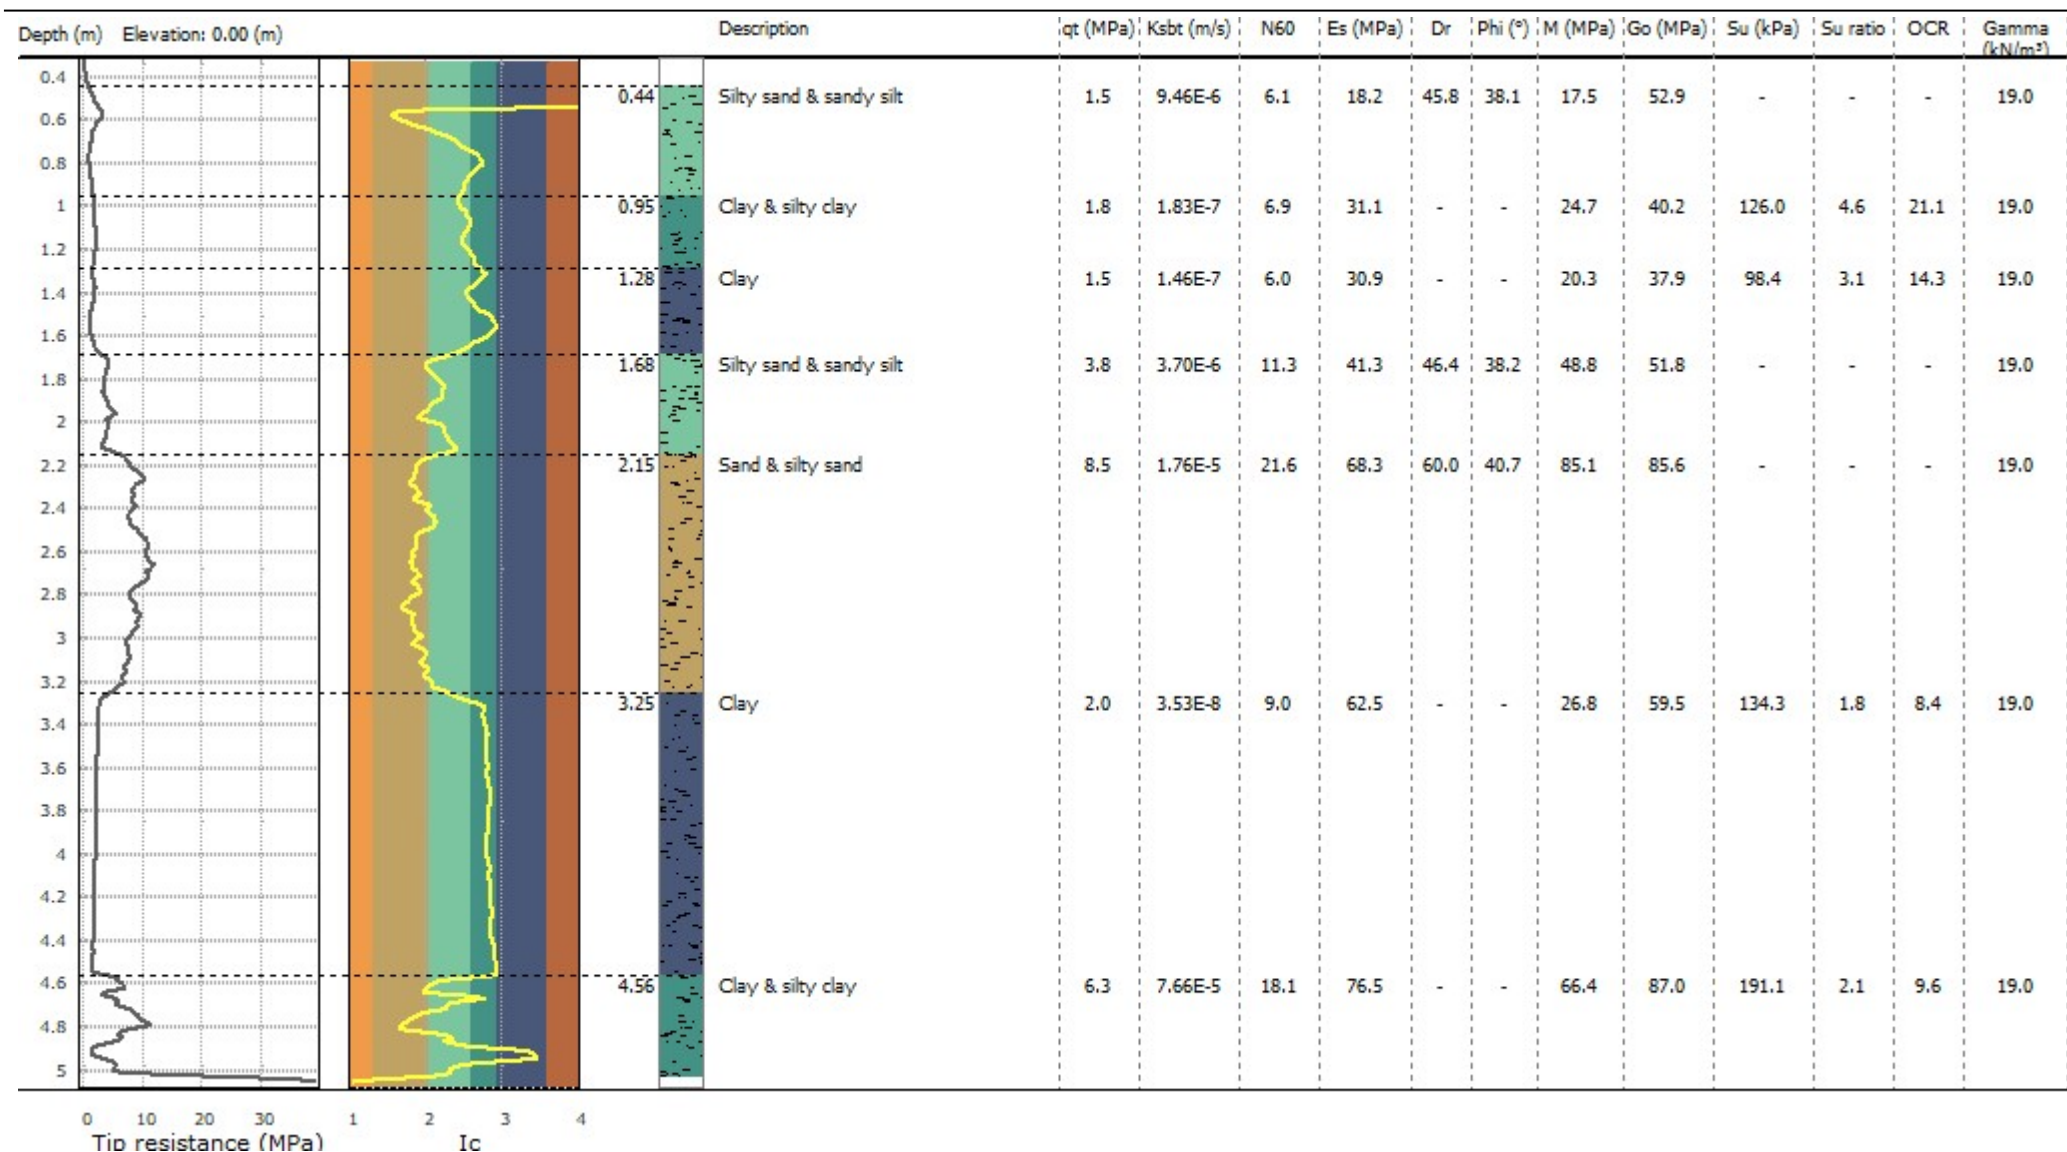 Depth (m) Elevation: 0.00 (m) Description qt (MPa) Ksbt (m/s) N60 Es (MPa) Dr Phi (°) M (MPa) Go (MPa) Su (kPa) Su ratio OCR Gamma
(kN/m³)
0.4
0.44 Silty sand & sandy silt 1.5 9.46E-6 6.1 18.2 45.8 38.1 17.5 52.9 - - - 19.0
0.6
0.8
1 0.95 Clay & silty clay 1.8 1.83E-7 6.9 31.1 - - 24.7 40.2 126.0 4.6 21.1 19.0
1.2
1.28 Clay 1.5 1.46E-7 6.0 30.9 - - 20.3 37.9 98.4 3.1 14.3 19.0
1.4
1.6
1.68 Silty sand & sandy silt 3.8 3.70E-6 11.3 41.3 46.4 38.2 48.8 51.8 - - - 19.0
1.8
2
2.2 2.15 Sand & silty sand 8.5 1.76E-5 21.6 68.3 60.0 40.7 85.1 85.6 - - - 19.0
2.4
2.6
2.8
3
3.2
3.25 Clay 2.0 3.53E-8 9.0 62.5 - - 26.8 59.5 134.3 1.8 8.4 19.0
3.4
3.6
3.8
4
4.2
4.4
4.6 4.56 Clay & silty clay 6.3 7.66E-5 18.1 76.5 - - 66.4 87.0 191.1 2.1 9.6 19.0
4.8
5
0 10 20 30 1 2 3 4
Tip resistance (MPa) Ic